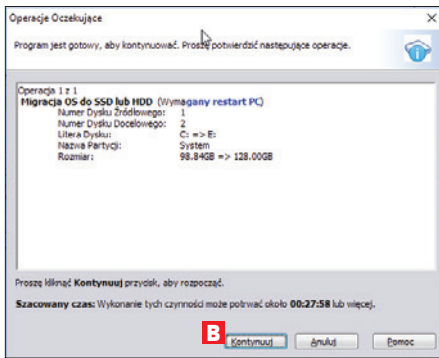 Operacje Oczekujące
Program jest gotowy, aby kontynuować. Proszę potwierdzić następujące operacje.
Operacja 1 z 1
Migracja OS do SSD lub HDD (Wymagany restart PC)
Numer Dysku Źródłowego: 1
Numer Dysku Docelowego: 2
Litera Dysku: C: => E:
Nazwa Partycji: System
Rozmiar: 98.84GB => 128.00GB
Proszę kliknąć Kontynuuj przycisk, aby rozpocząć.
Szacowany czas: Wykonanie tych czynności może potrwać około 00:27:58 lub więcej.
B Kontynuuj Anuluj Pomoc